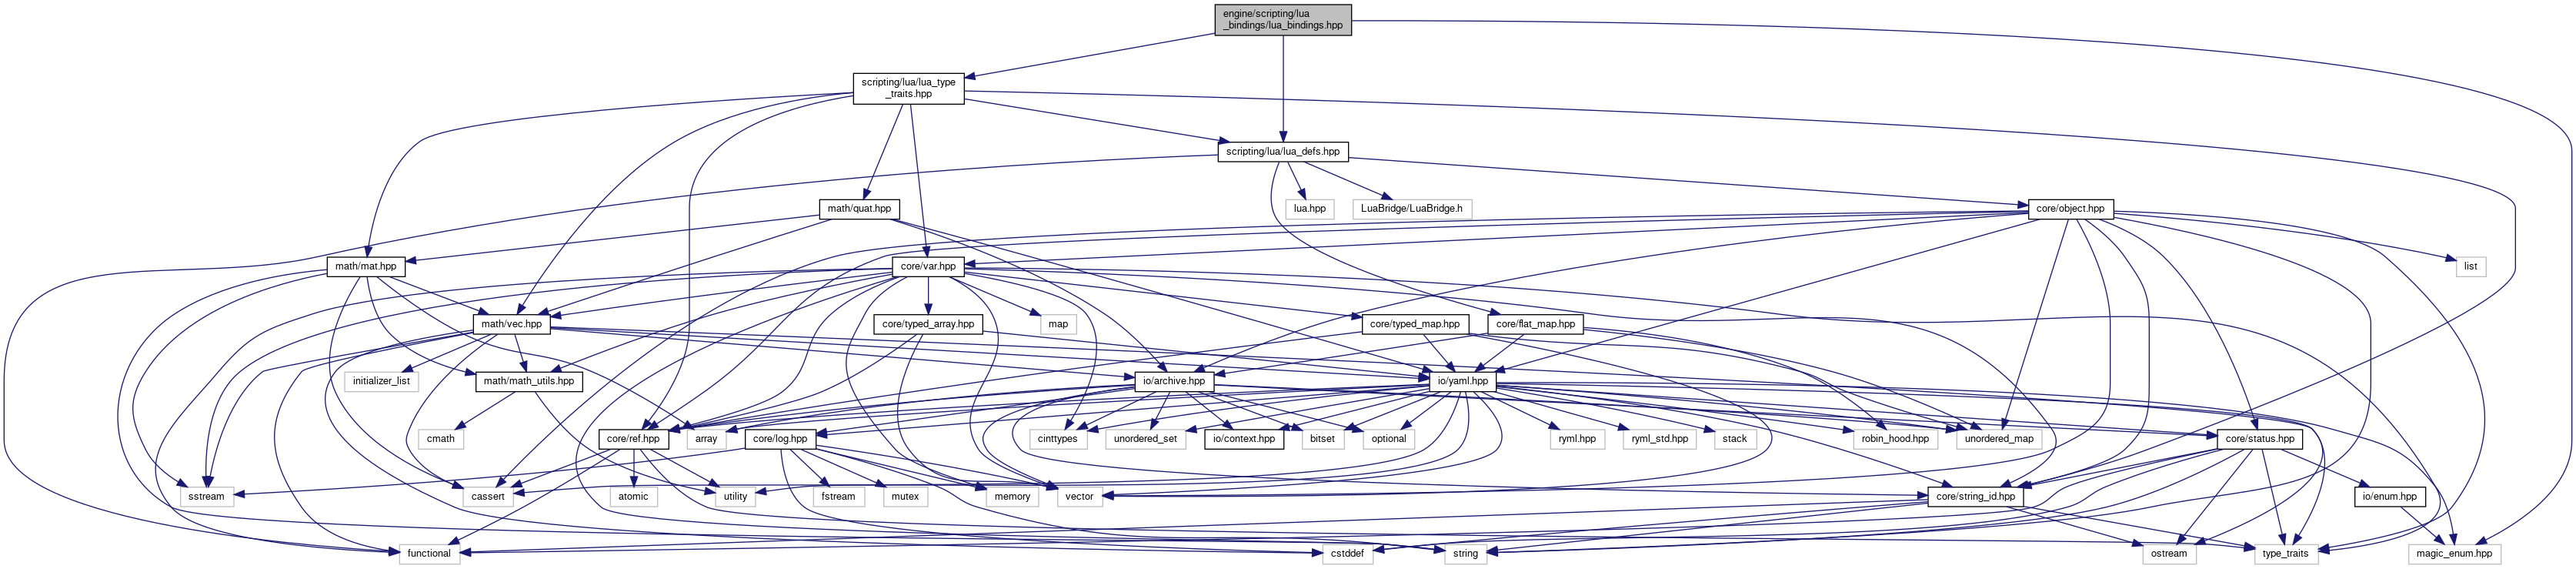 engine/scripting/lua
_bindings/lua_bindings.hpp
scripting/lua/lua_type
_traits.hpp
scripting/lua/lua_defs.hpp
math/quat.hpp
lua.hpp
LuaBridge/LuaBridge.h
core/object.hpp
math/mat.hpp
core/var.hpp
list
math/vec.hpp
core/typed_array.hpp
map
core/typed_map.hpp
core/flat_map.hpp
initializer_list
math/math_utils.hpp
io/archive.hpp
io/yaml.hpp
cmath
core/ref.hpp
array
core/log.hpp
cinttypes
unordered_set
io/context.hpp
bitset
optional
ryml.hpp
ryml_std.hpp
stack
robin_hood.hpp
unordered_map
core/status.hpp
sstream
cassert
atomic
utility
fstream
mutex
memory
vector
core/string_id.hpp
io/enum.hpp
functional
cstddef
string
ostream
type_traits
magic_enum.hpp